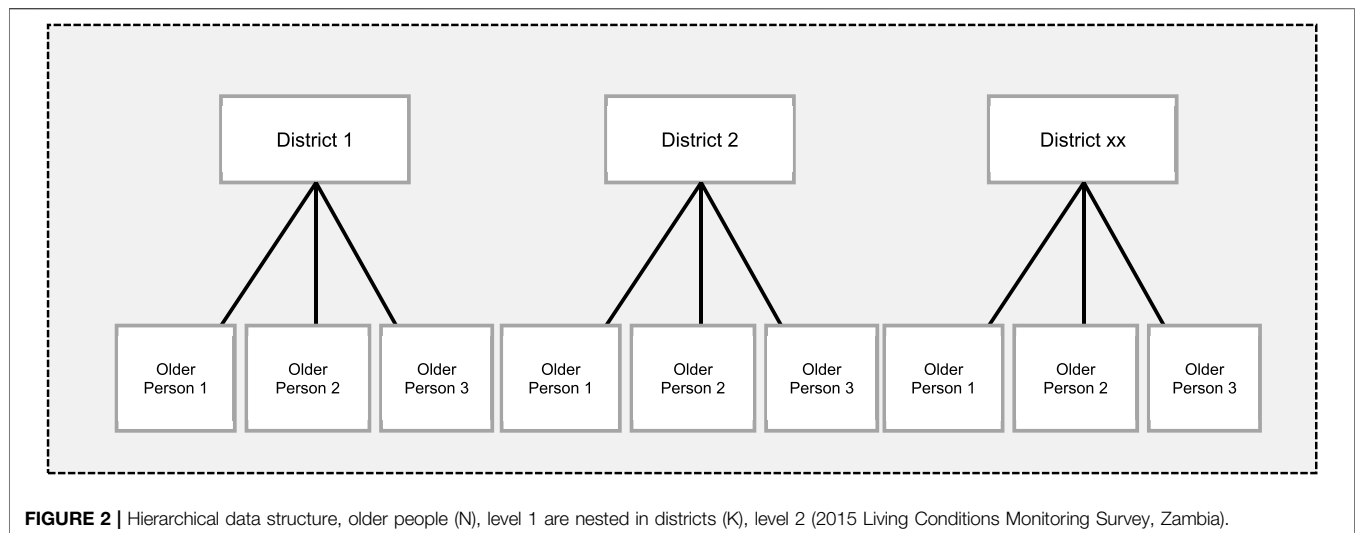 District 1
District 2
District xx
Older
Person 1
Older
Person 2
Older
Person 3
Older
Person 1
Older
Person 2
Older
Person 3
Older
Person 1
Older
Person 2
Older
Person 3
FIGURE 2 | Hierarchical data structure, older people (N), level 1 are nested in districts (K), level 2 (2015 Living Conditions Monitoring Survey, Zambia).